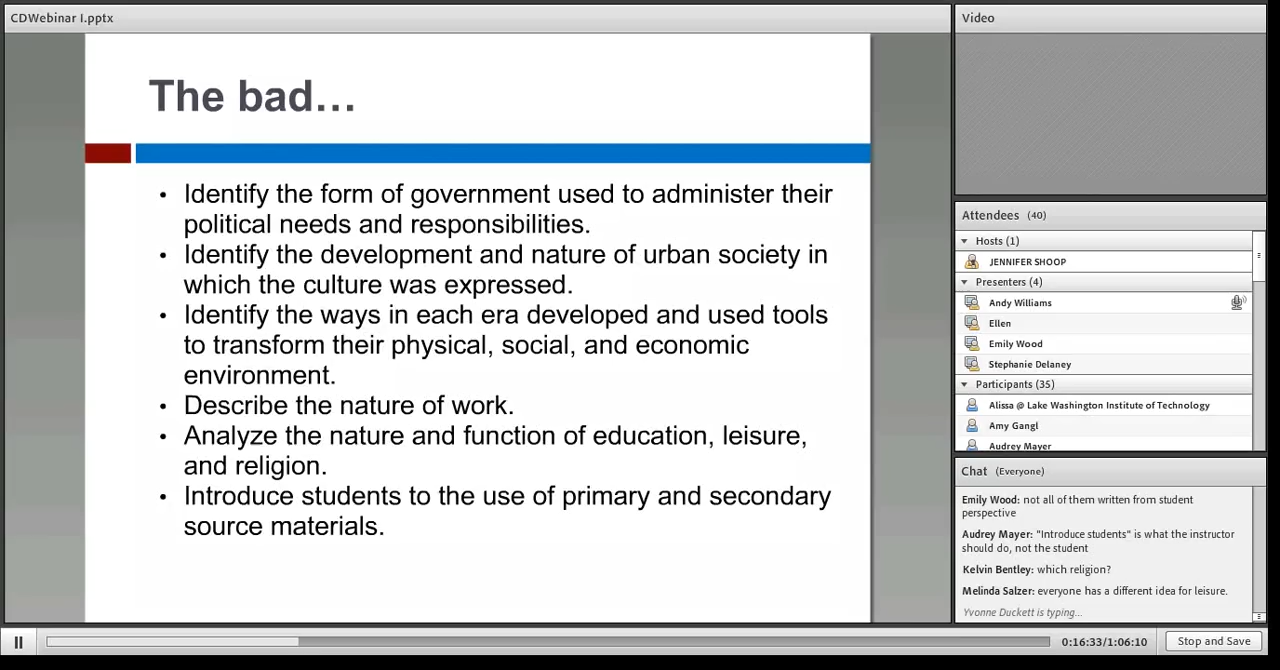 CDWebinar I.pptx
The bad…
• Identify the form of government used to administer their
political needs and responsibilities.
• Identify the development and nature of urban society in
which the culture was expressed.
• Identify the ways in each era developed and used tools
to transform their physical, social, and economic
environment.
• Describe the nature of work.
• Analyze the nature and function of education, leisure,
and religion.
• Introduce students to the use of primary and secondary
source materials.
Video
Attendees (40)
Hosts (1)
JENNIFER SHOOP
Presenters (4)
Andy Williams
Ellen
Emily Wood
Stephanie Delaney
Participants (35)
Alissa @ Lake Washington Institute of Technology
Amy Gangl
Audrey Mayer
Chat (Everyone)
Emily Wood: not all of them written from student
perspective
Audrey Mayer: "Introduce students" is what the instructor
should do, not the student
Kelvin Bentley: which religion?
Melinda Salzer: everyone has a different idea for leisure.
Yvonne Duckett is typing...
0:16:33/1:06:10
Stop and Save